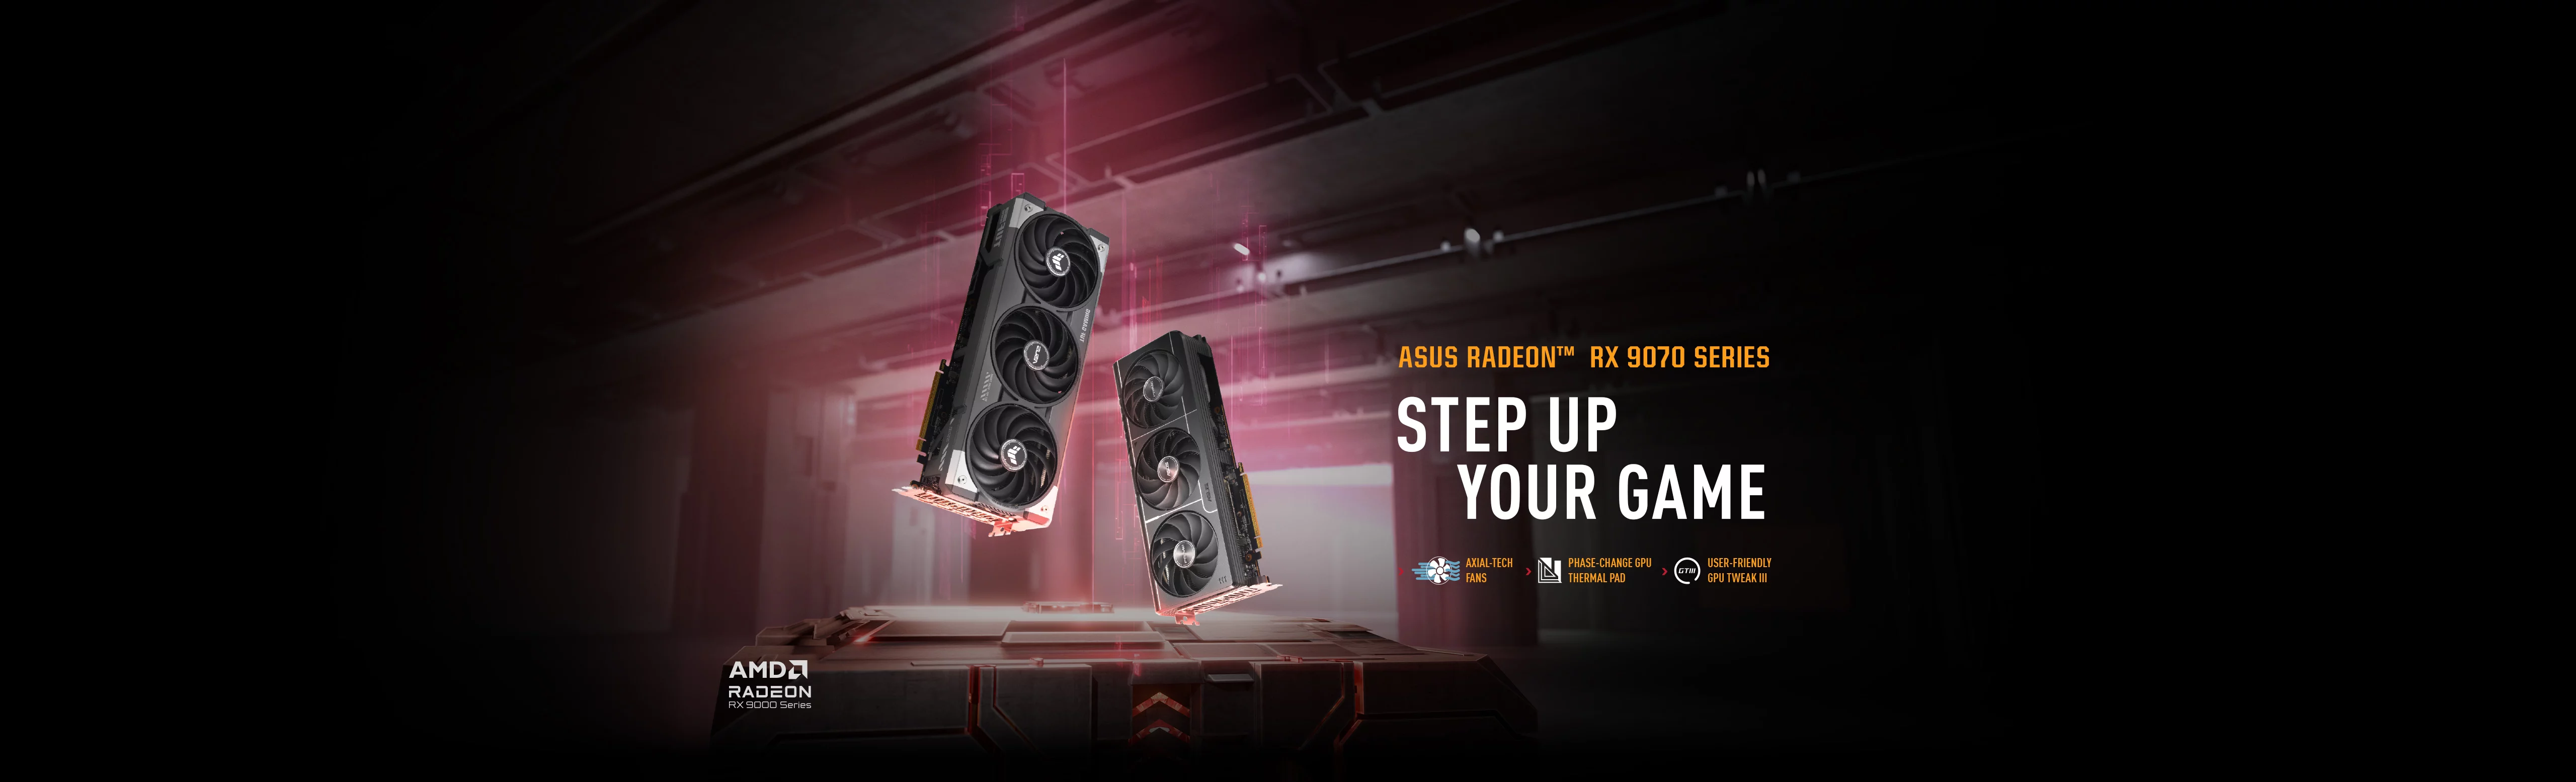 ASUS RADEON™ RX 9070 SERIES
STEP UP
YOUR GAME
AXIAL-TECH
FANS
PHASE-CHANGE GPU
THERMAL PAD
GTIII
USER-FRIENDLY
GPU TWEAK III
AMD
RADEON
RX 9000 Series